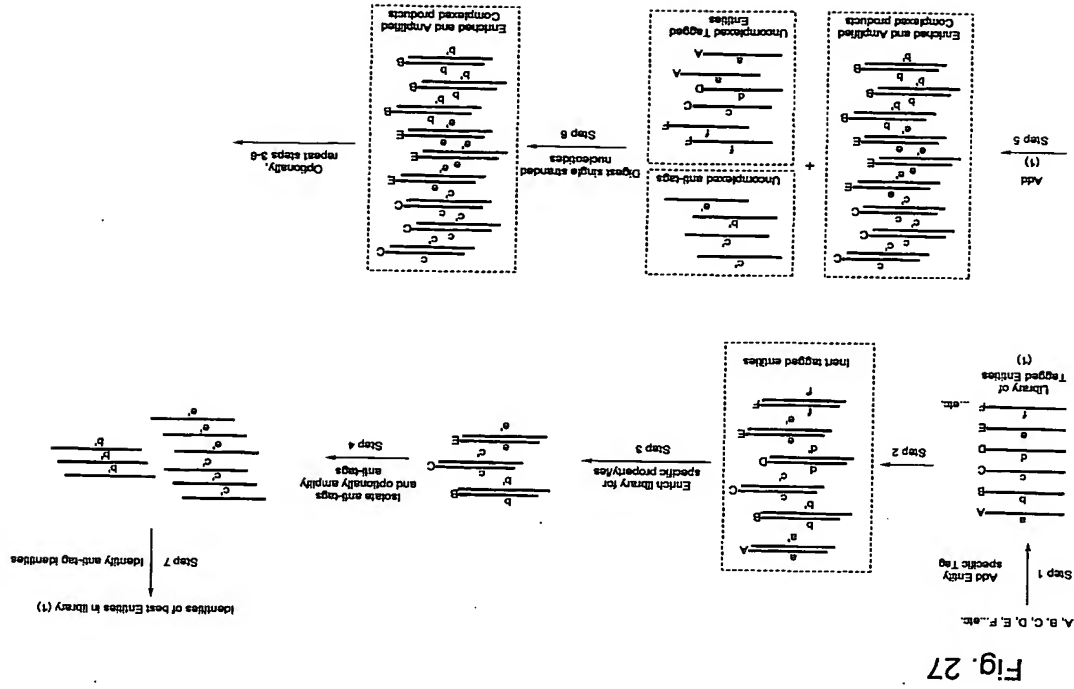 Fig. 27
A, B, C, D, E, F...etc.
Step 1
Add Entity
specific Tag
a A
b B
c C
d D
e E
f F
...etc.
Library of
Tagged Entities
(1)
Step 2
a A
a'
b B
b'
c C
c'
d D
d'
e E
e'
f F
f'
Inert tagged entities
Enrich library for
specific property/ies
Step 3
b B
b'
c C
c'
e E
e'
Isolate anti-tags
and optionally amplify
anti-tags
Step 4
c'
c'
c'
e'
e'
e'
b'
b'
b'
Step 7
Identify anti-tag identities
Identities of best Entities in library (1)
Add
(1)
Step 5
c C
c'
c C
c'
c C
c'
e E
e'
e E
e'
e E
e'
b B
b'
b B
b'
b B
b'
Enriched and Amplified
Complexed products
+
c'
c'
b'
e'
Uncomplexed anti-tags
f F
f F
c C
d D
a A
a A
Uncomplexed Tagged
Entities
Digest single stranded
nucleotides
Step 6
c C
c'
c C
c'
c C
c'
e E
e'
e E
e'
e E
e'
b B
b'
b B
b'
b B
b'
Enriched and Amplified
Complexed products
Optionally,
repeat steps 3-6